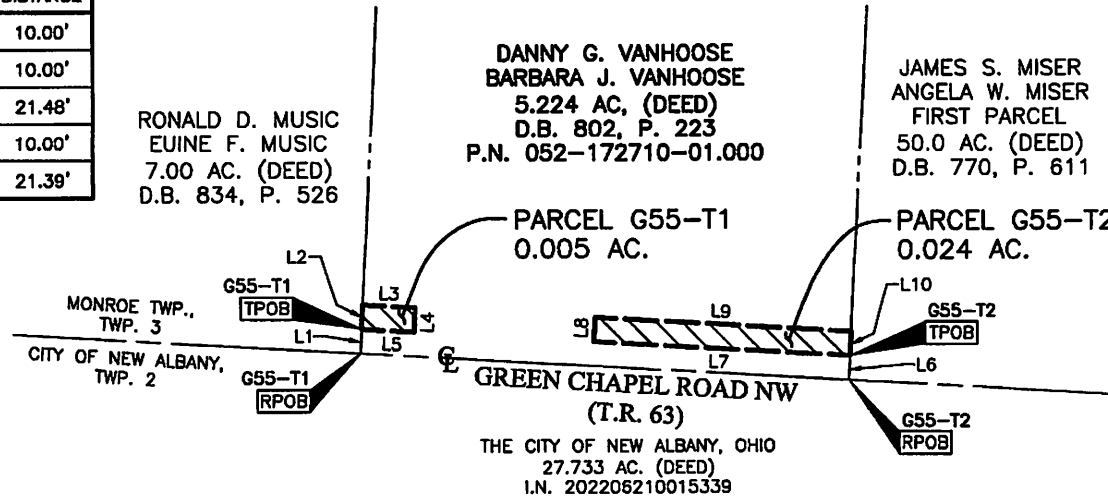 DISTANCE
10.00'
10.00'
21.48'
10.00'
21.39'
RONALD D. MUSIC
EUINE F. MUSIC
7.00 AC. (DEED)
D.B. 834, P. 526
DANNY G. VANHOOSE
BARBARA J. VANHOOSE
5.224 AC, (DEED)
D.B. 802, P. 223
P.N. 052-172710-01.000
JAMES S. MISER
ANGELA W. MISER
FIRST PARCEL
50.0 AC. (DEED)
D.B. 770, P. 611
PARCEL G55-T1
0.005 AC.
PARCEL G55-T2
0.024 AC.
L2
G55-T1
TPOB
L3
L4
L5
L1
MONROE TWP.,
TWP. 3
CITY OF NEW ALBANY,
TWP. 2
G55-T1
RPOB
L8
L9
L7
L10
G55-T2
TPOB
L6
G55-T2
RPOB
℄
GREEN CHAPEL ROAD NW
(T.R. 63)
THE CITY OF NEW ALBANY, OHIO
27.733 AC. (DEED)
I.N. 202206210015339